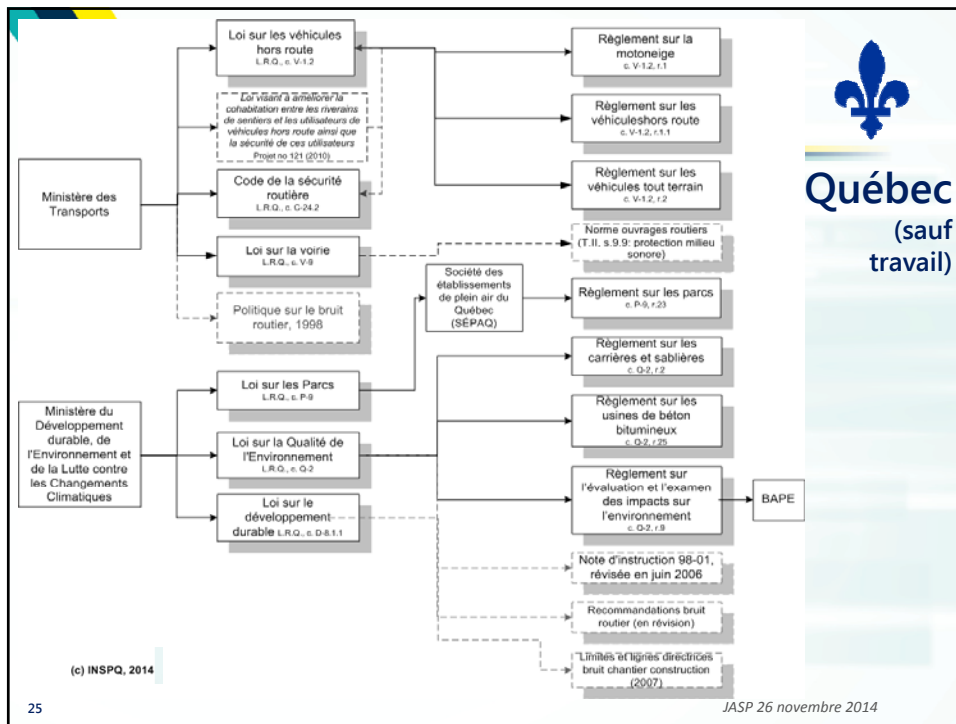 Loi sur les véhicules
hors route
L.R.Q., c. V-1.2
Loi visant à améliorer la
cohabitation entre les riverains
de sentiers et les utilisateurs de
véhicules hors route ainsi que
la sécurité de ces utilisateurs
Projet no 121 (2010)
Ministère des
Transports
Code de la sécurité
routière
L.R.Q., c. C-24.2
Loi sur la voirie
L.R.Q., c. V-9
Politique sur le bruit
routier, 1998
Ministère du
Développement
durable, de
l'Environnement et
de la Lutte contre
les Changements
Climatiques
Loi sur les Parcs
L.R.Q., c. P-9
Loi sur la Qualité de
l'Environnement
L.R.Q., c. Q-2
Loi sur le
développement
durable L.R.Q., c. D-8.1.1
Société des
établissements
de plein air du
Québec
(SÉPAQ)
Règlement sur la
motoneige
c. V-1.2, r.1
Règlement sur les
véhiculeshors route
c. V-1.2, r.1.1
Règlement sur les
véhicules tout terrain
c. V-1.2, r.2
Norme ouvrages routiers
(T.II. s.9.9: protection milieu
sonore)
Règlement sur les parcs
c. P-9, r.23
Règlement sur les
carrières et sablières
c. Q-2, r.2
Règlement sur les
usines de béton
bitumineux
c. Q-2, r.25
Règlement sur
l'évaluation et l'examen
des impacts sur
l'environnement
c. Q-2, r.9
BAPE
Note d'instruction 98-01,
révisée en juin 2006
Recommandations bruit
routier (en révision)
Limites et lignes directrices
bruit chantier construction
(2007)
Québec
(sauf
travail)
(c) INSPQ, 2014
25
JASP 26 novembre 2014